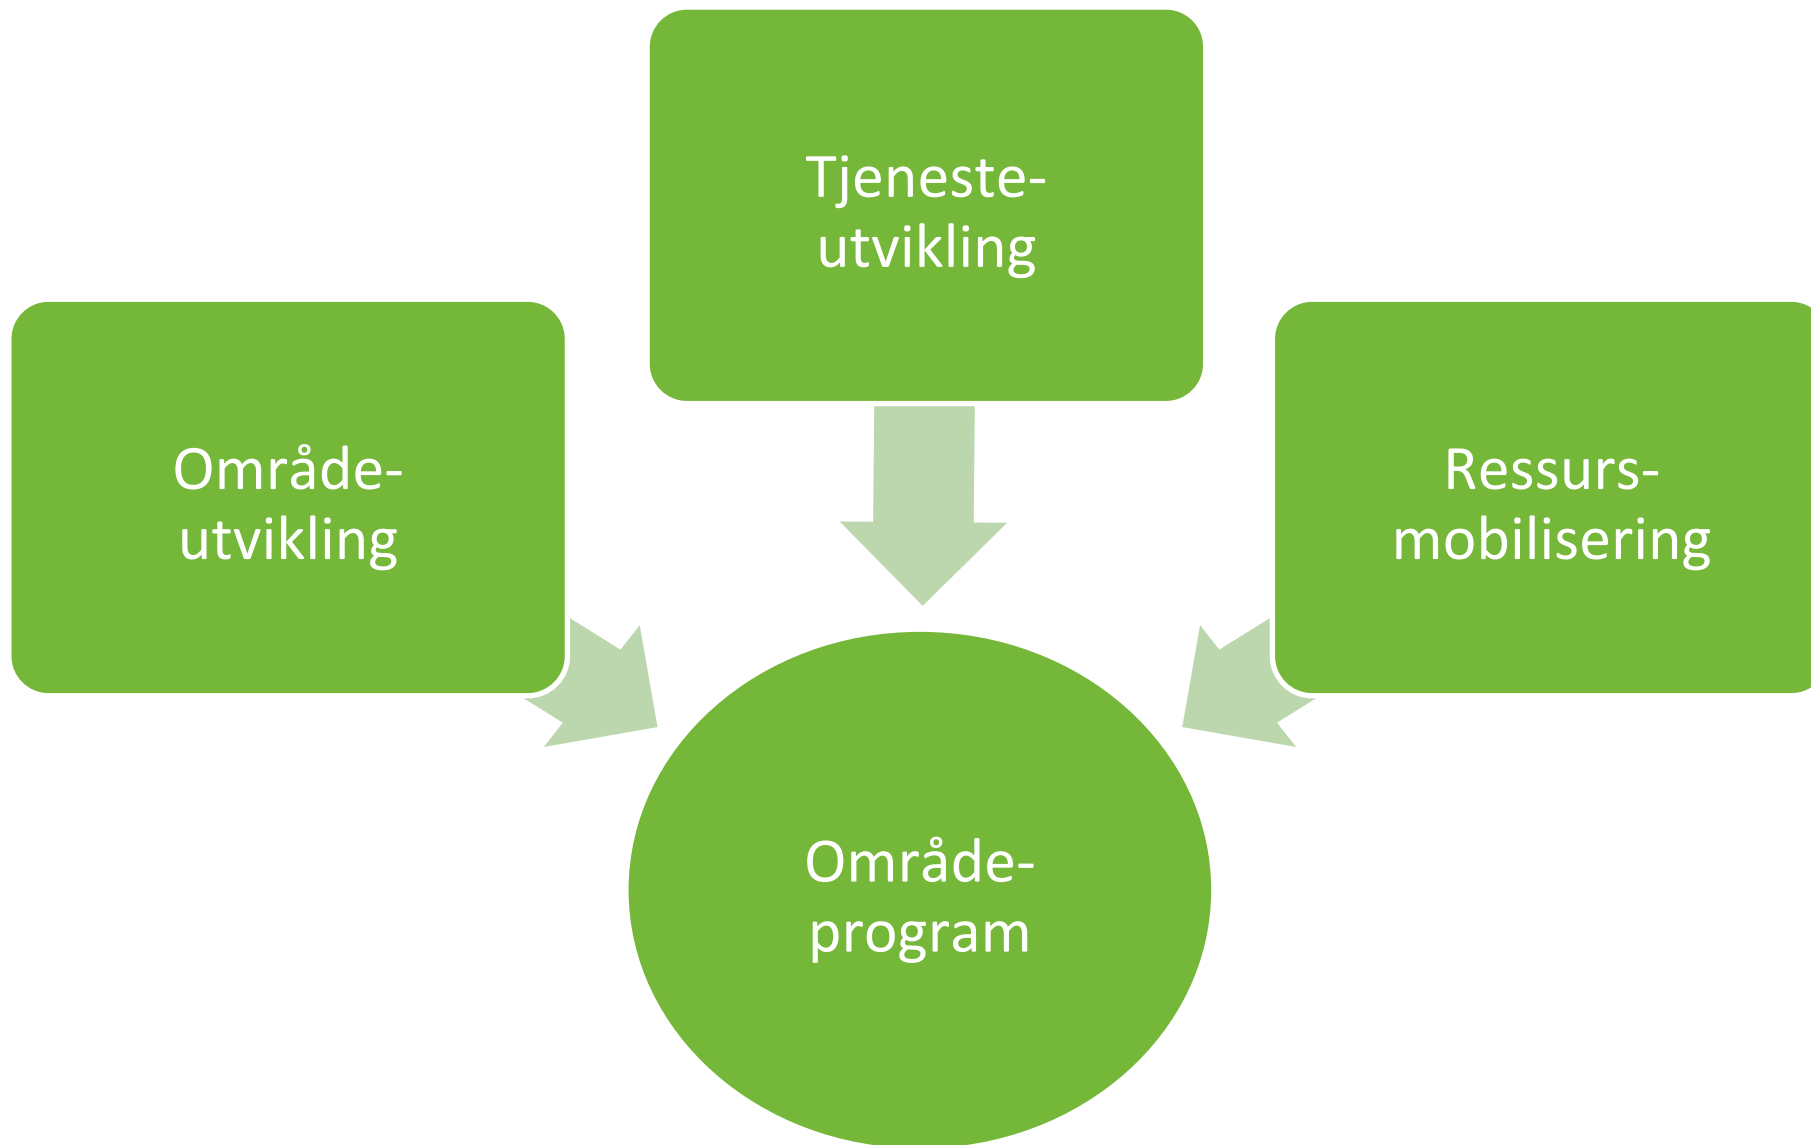 Tjeneste-
utvikling
Område-
utvikling
Ressurs-
mobilisering
Område-
program